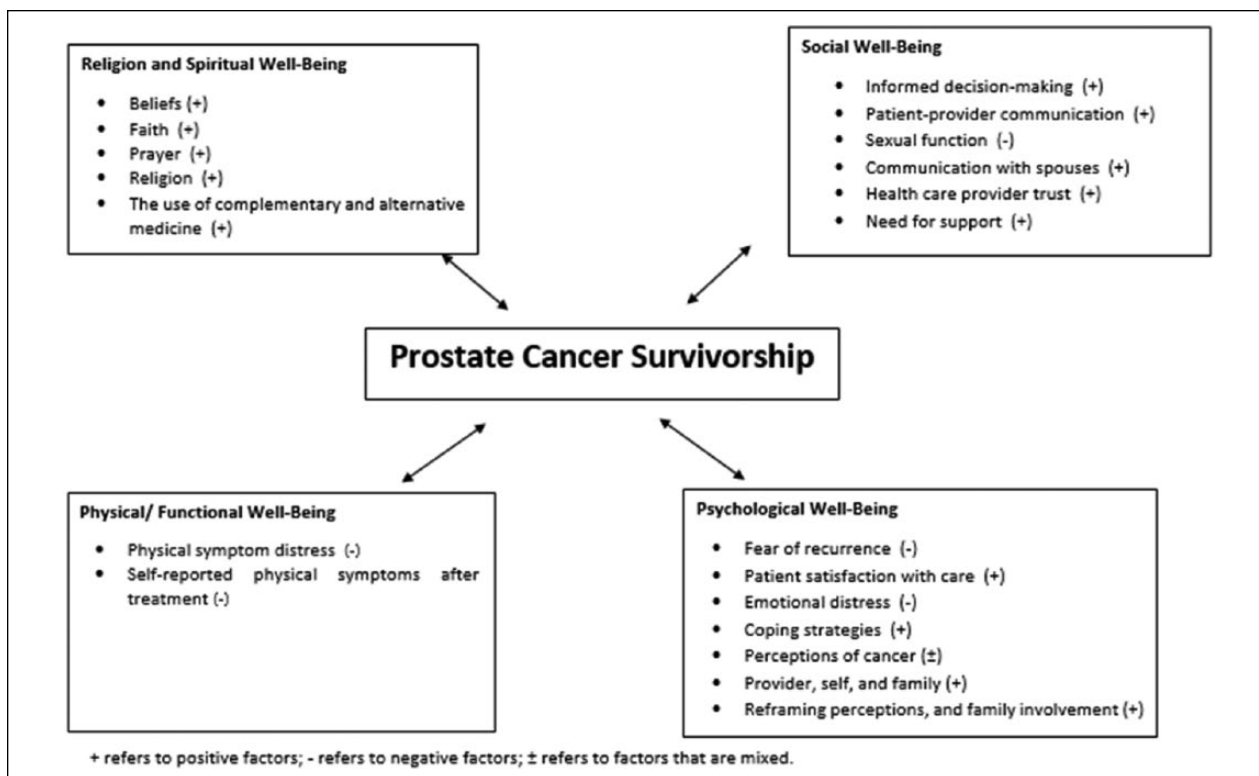 Religion and Spiritual Well-Being
• Beliefs (+)
• Faith (+)
• Prayer (+)
• Religion (+)
• The use of complementary and alternative
medicine (+)
Social Well-Being
• Informed decision-making (+)
• Patient-provider communication (+)
• Sexual function (-)
• Communication with spouses (+)
• Health care provider trust (+)
• Need for support (+)
Prostate Cancer Survivorship
Physical/ Functional Well-Being
• Physical symptom distress (-)
• Self-reported physical symptoms after
treatment (-)
Psychological Well-Being
• Fear of recurrence (-)
• Patient satisfaction with care (+)
• Emotional distress (-)
• Coping strategies (+)
• Perceptions of cancer (±)
• Provider, self, and family (+)
• Reframing perceptions, and family involvement (+)
+ refers to positive factors; - refers to negative factors; ± refers to factors that are mixed.